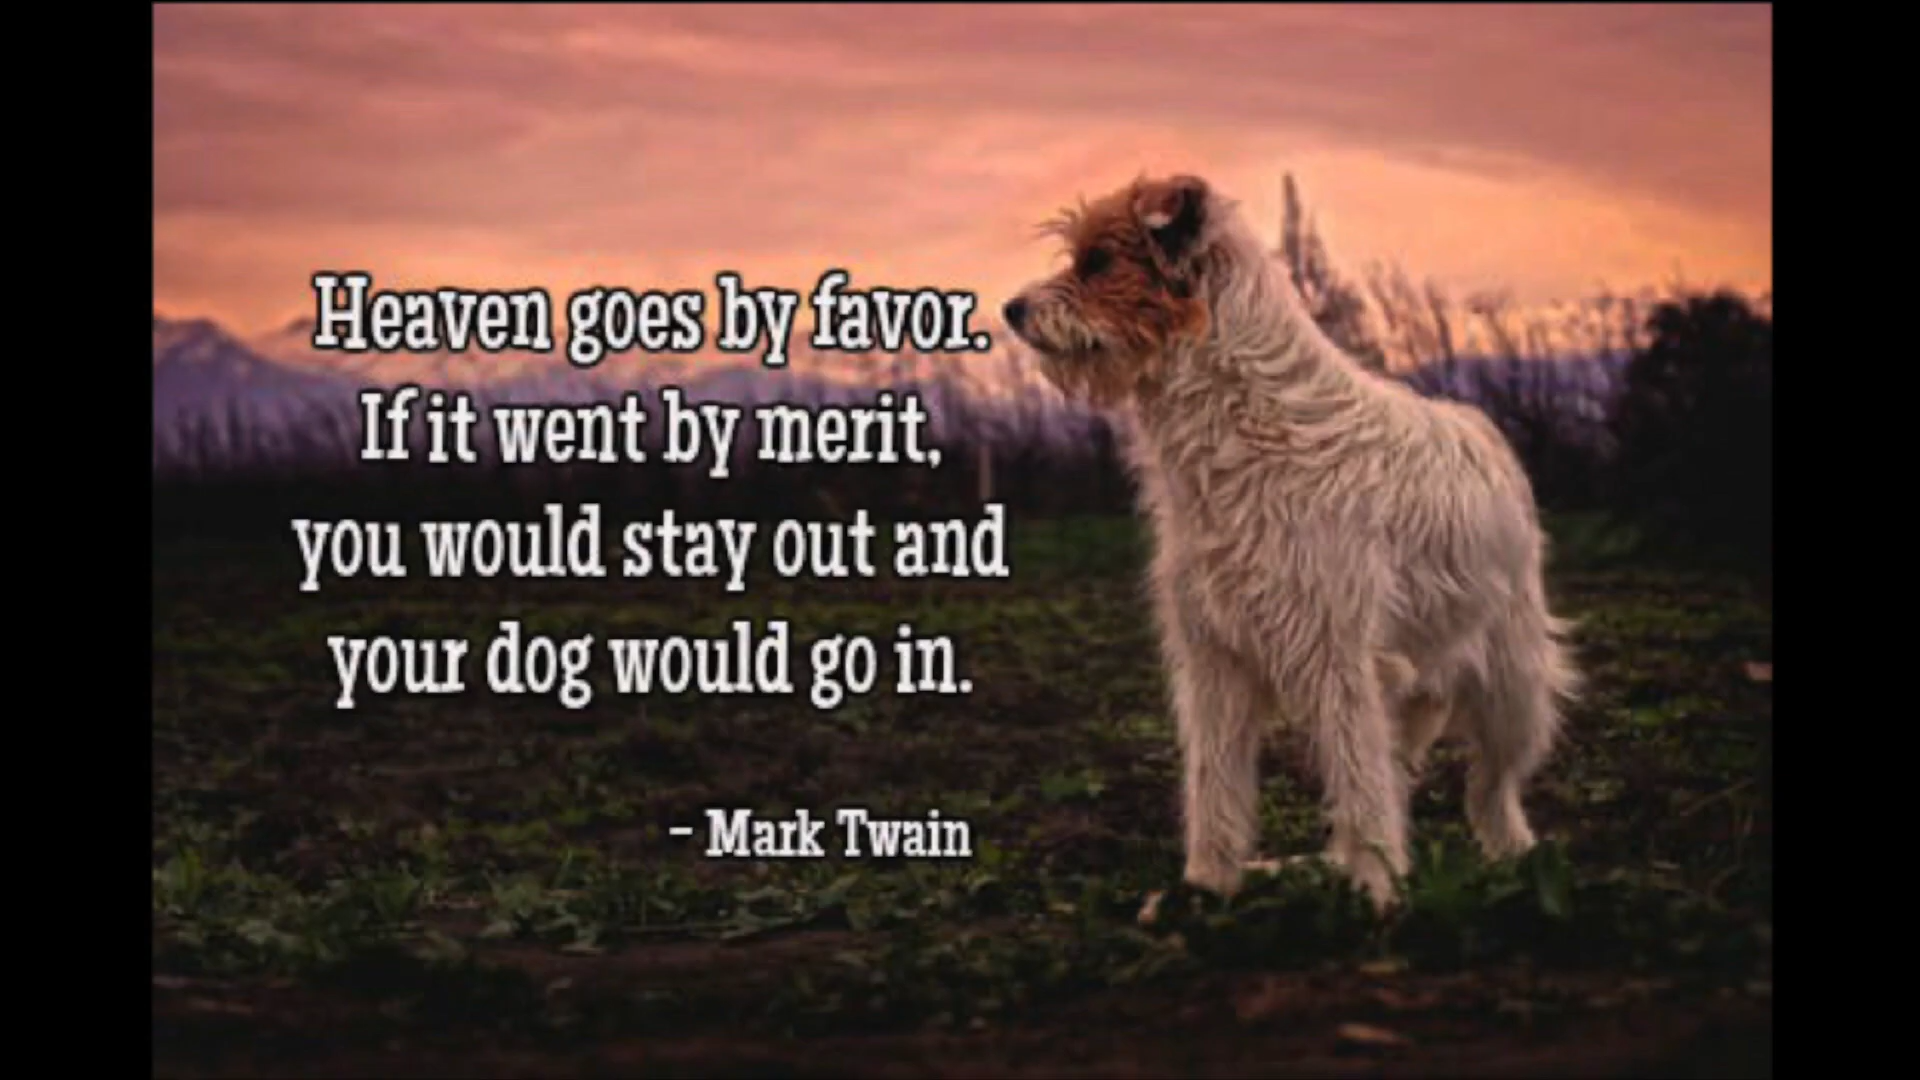 Heaven goes by favor.
If it went by merit,
you would stay out and
your dog would go in.
- Mark Twain